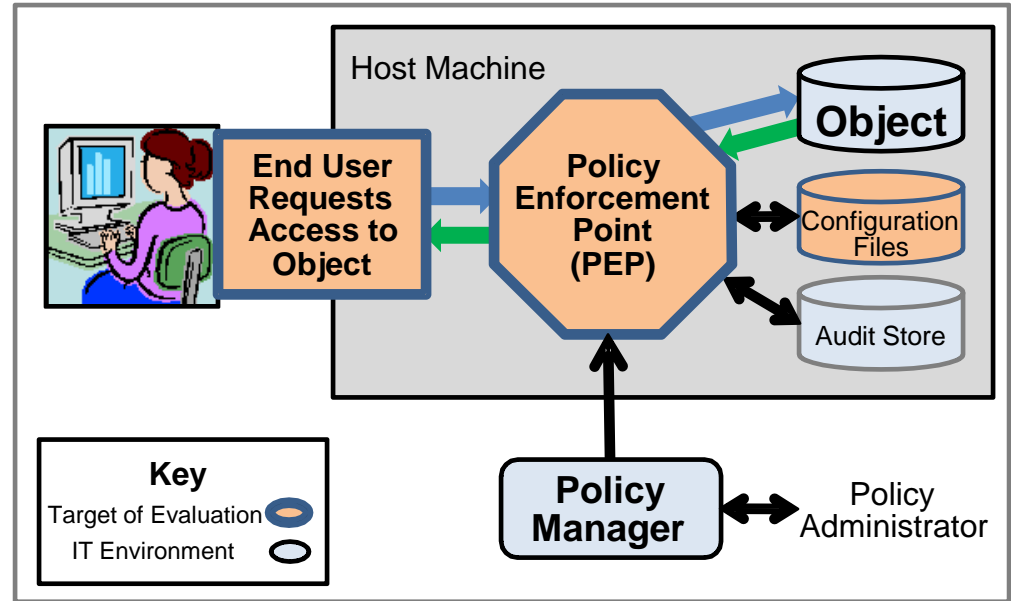 Host Machine
Object
End User
Requests
Access to
Object
Policy
Enforcement
Point
(PEP)
Configuration
Files
Audit Store
Key
Target of Evaluation
IT Environment
Policy
Manager
Policy
Administrator